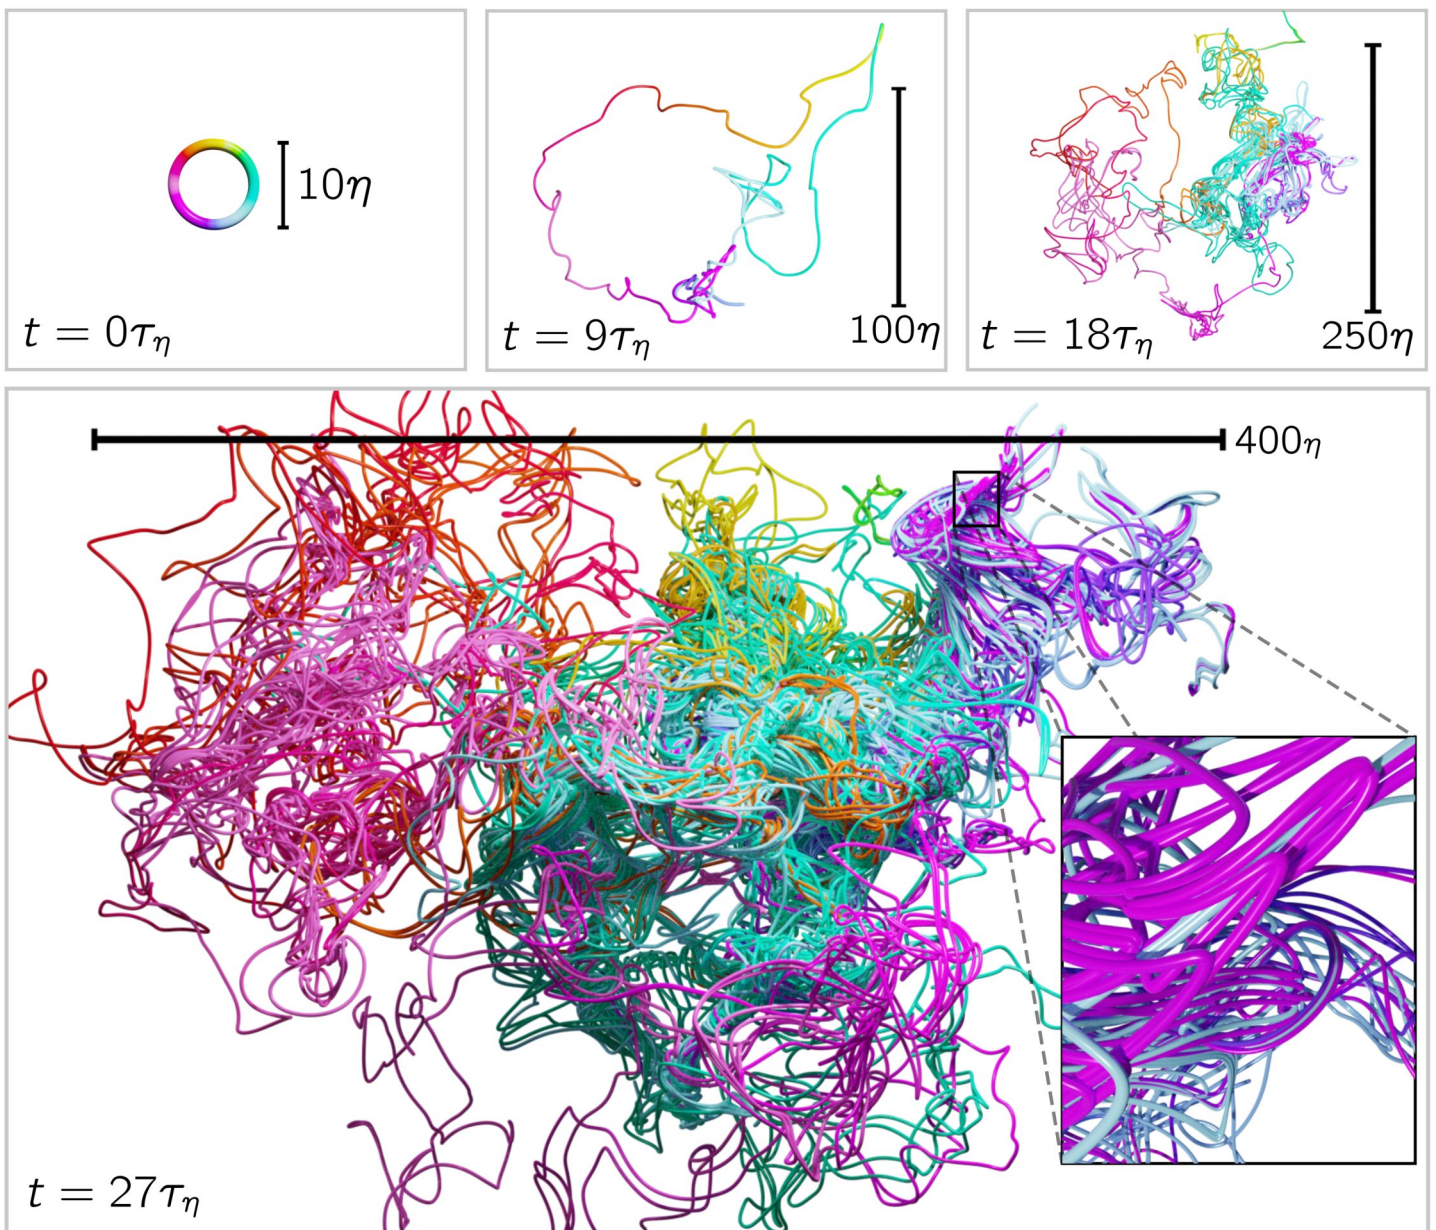 10η
t = 0τη
100η
t = 9τη
250η
t = 18τη
400η
t = 27τη